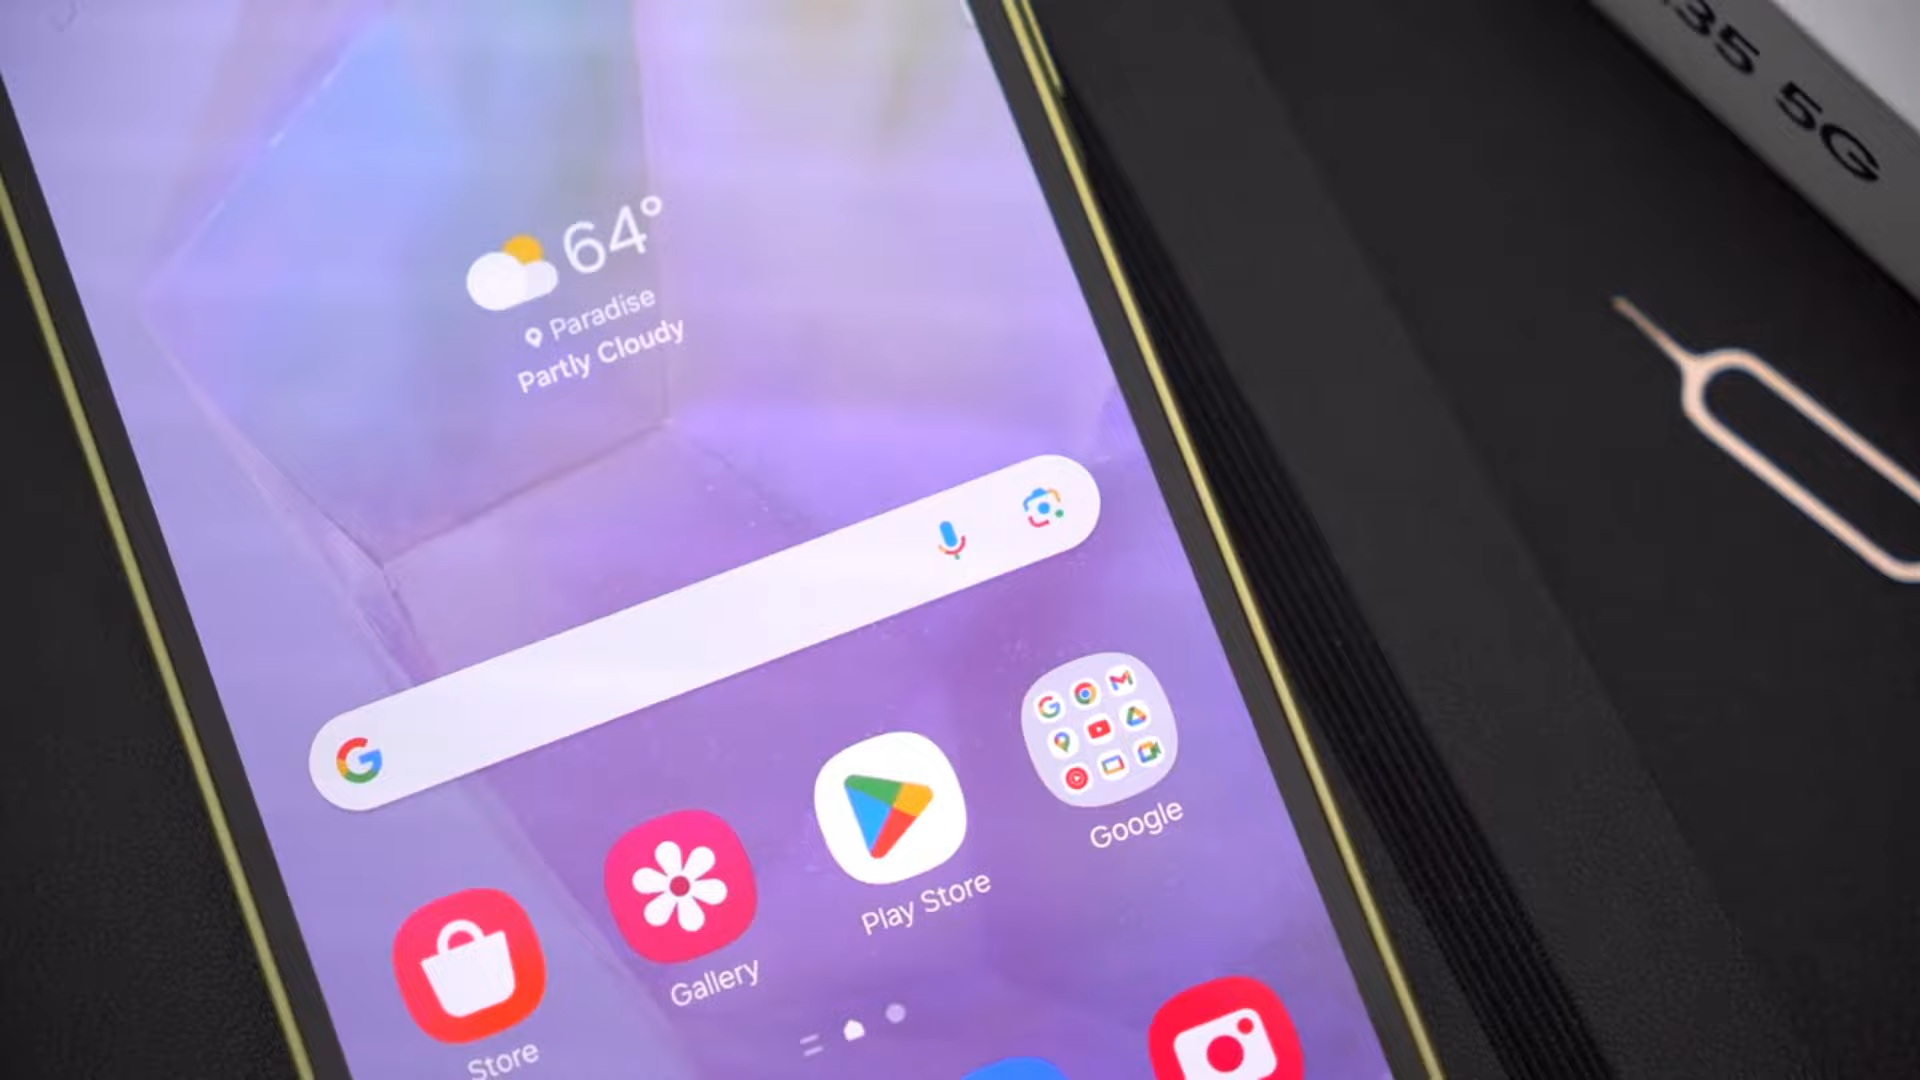 64°
Paradise
Partly Cloudy
Google
Play Store
Gallery
Store
35 5G